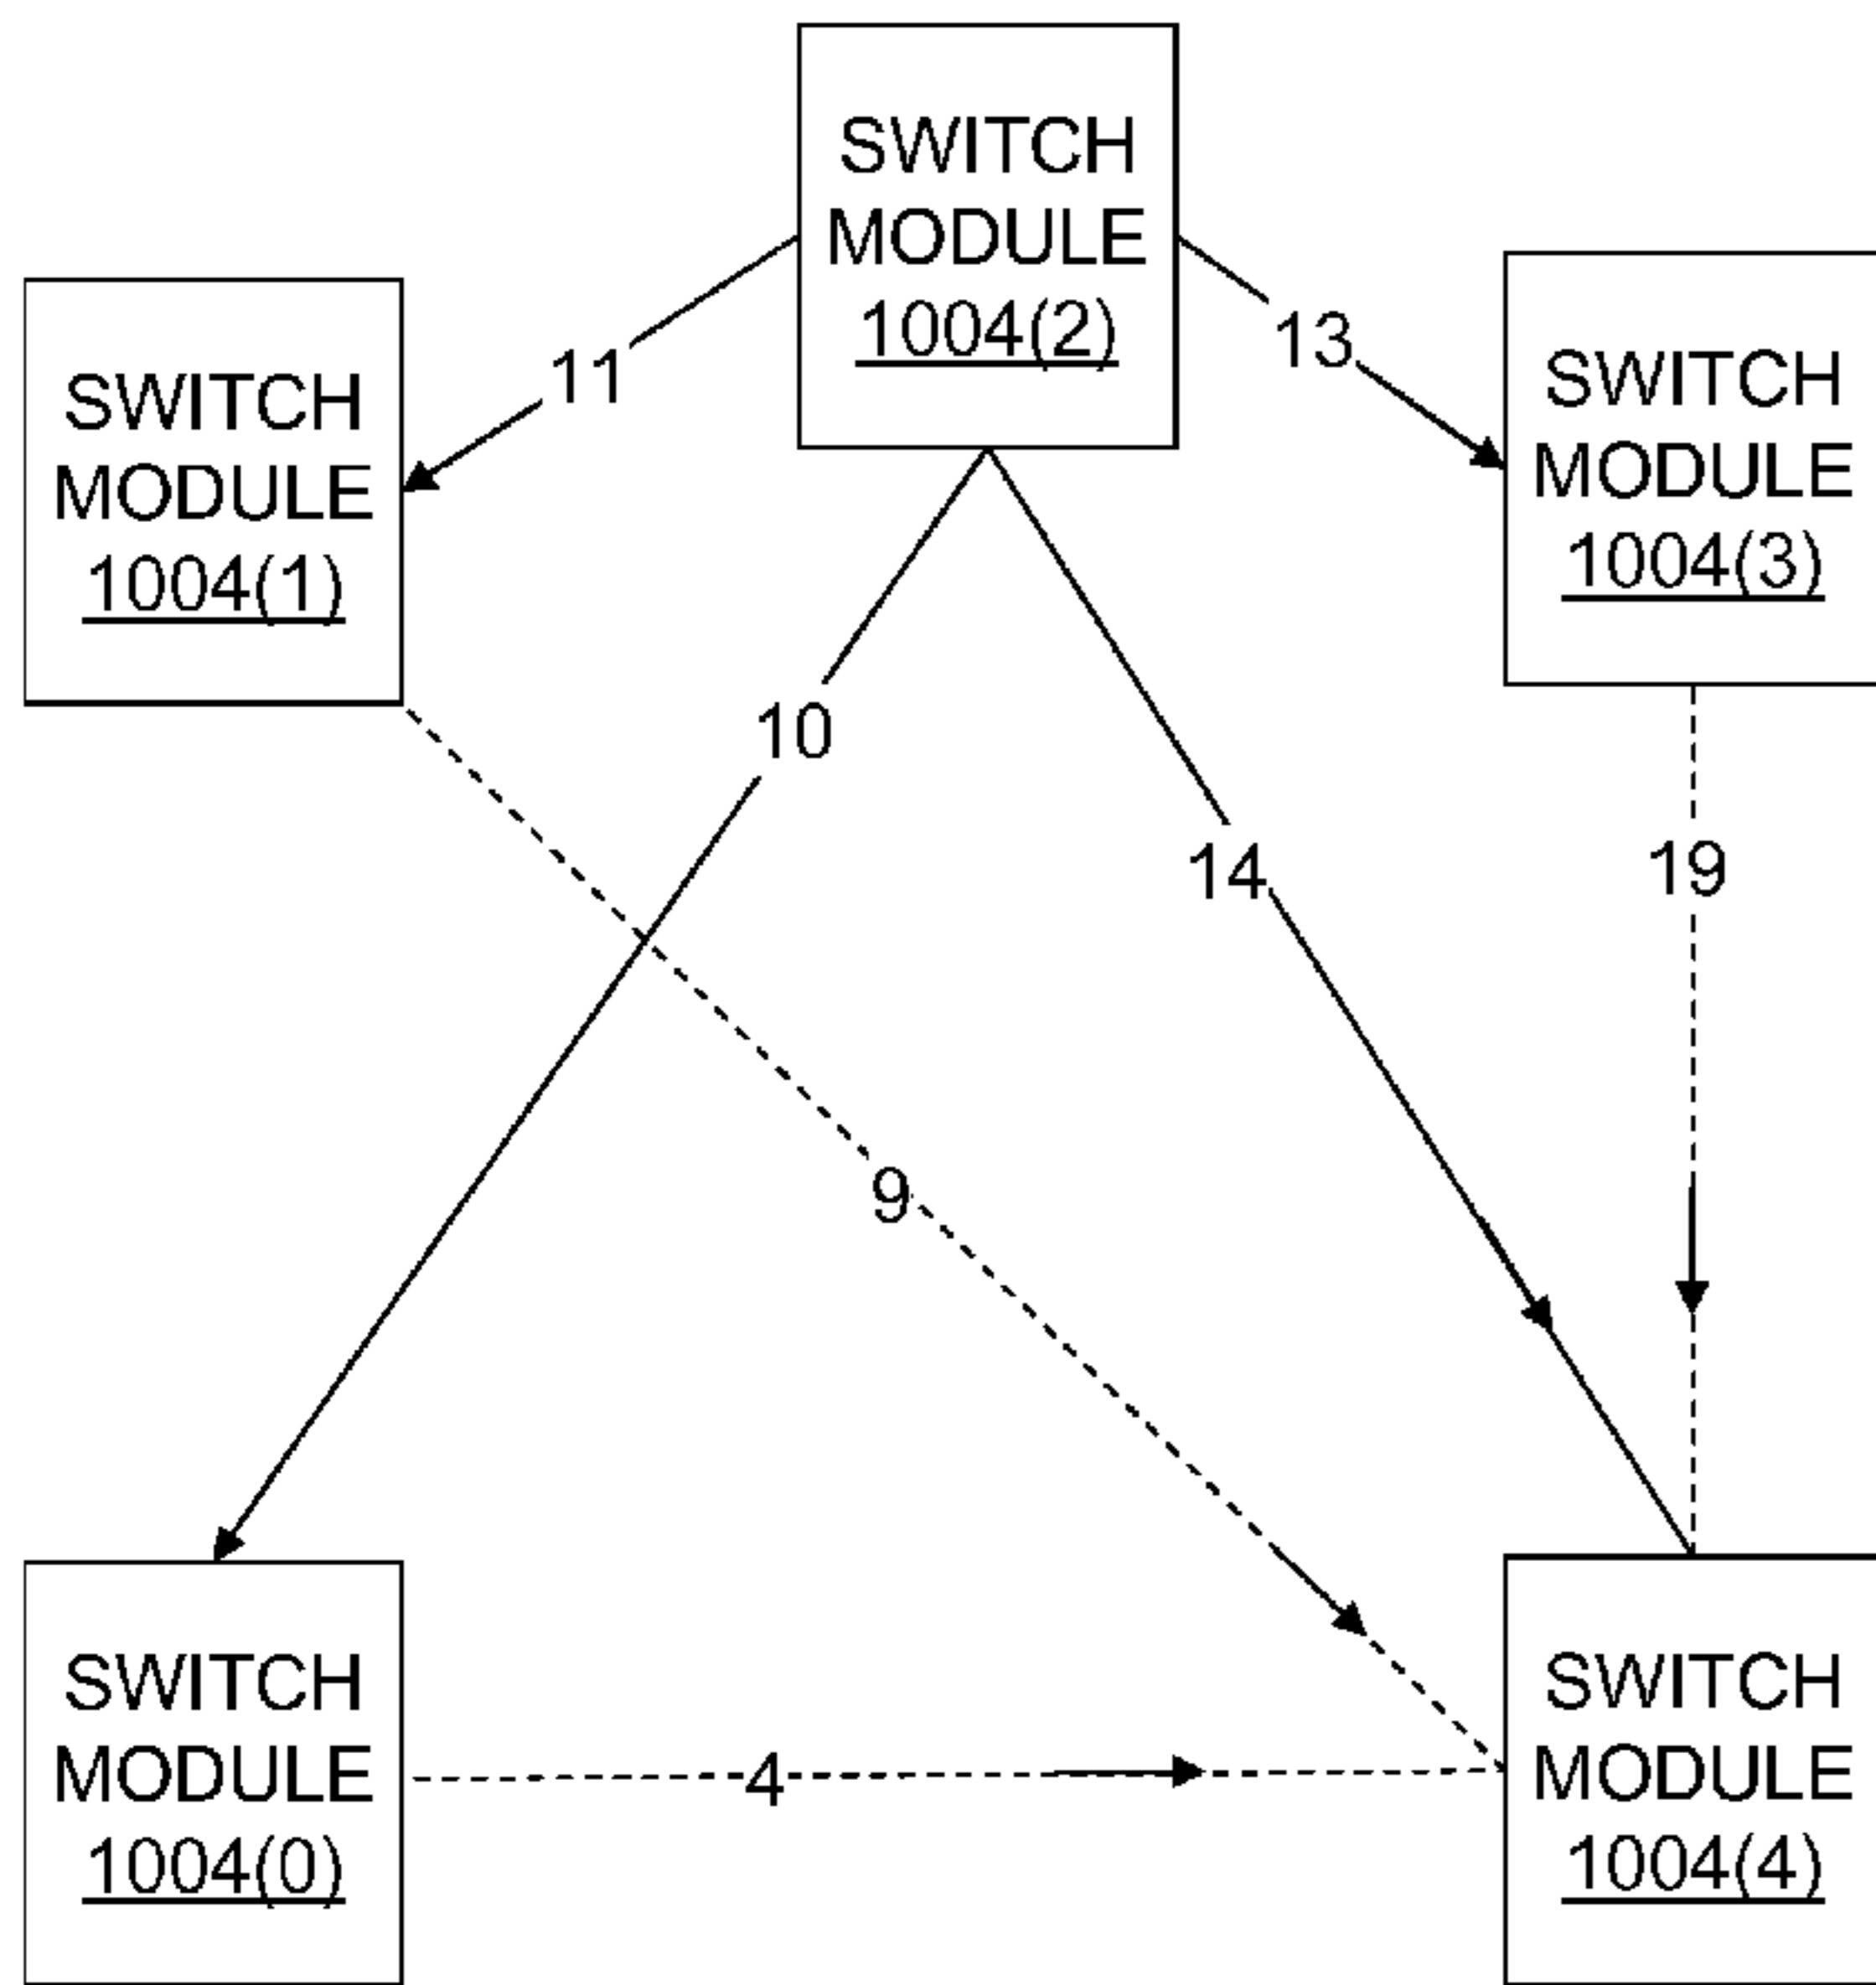 SWITCH
MODULE
1004(2)
SWITCH
MODULE
1004(1)
11
13
SWITCH
MODULE
1004(3)
10
14
19
9
SWITCH
MODULE
1004(0)
4
SWITCH
MODULE
1004(4)